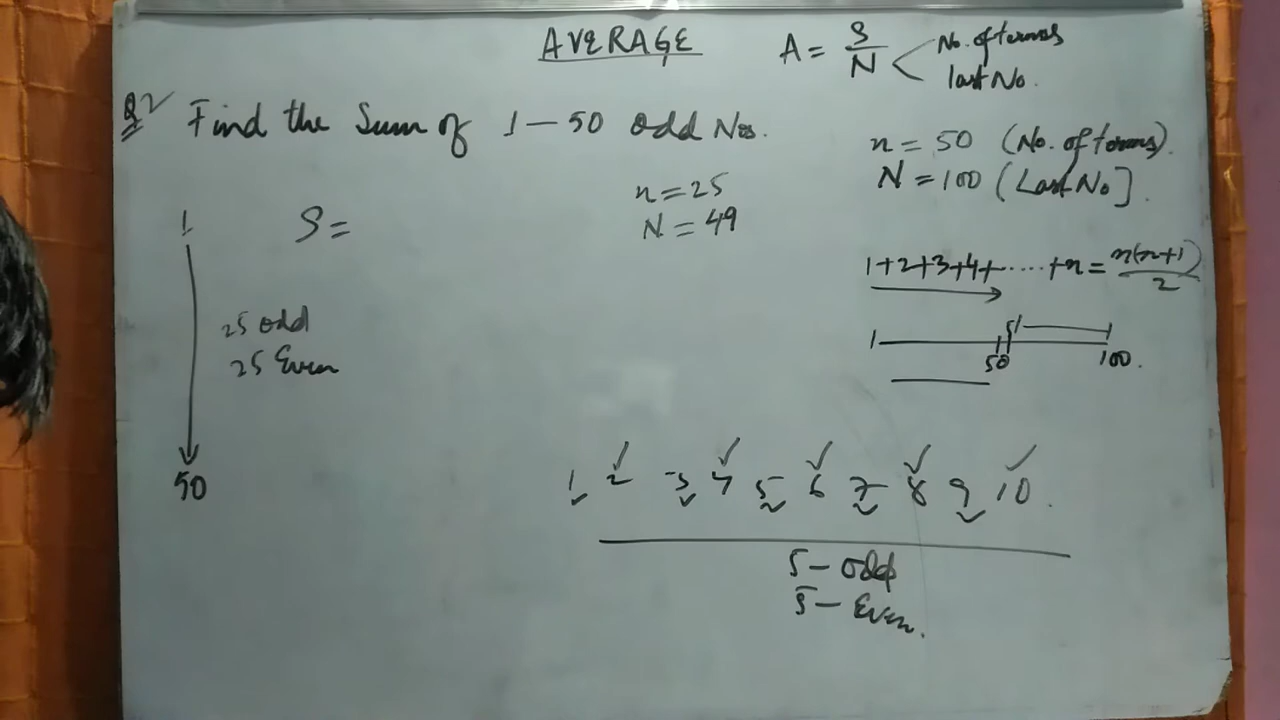 AVERAGE
A = S/N < No. of terms
last No.
Q2 Find the Sum of 1 — 50 odd Nos.
n = 50 (No. of terms).
N = 100 (Last No].
n = 25
N = 49
1
S =
1+2+3+4+.....+n = n(n+1)/2
25 odd
25 Even
1 50 51 100.
50
1 2 3 4 5 6 7 8 9 10.
5 — odd
5 — Even.